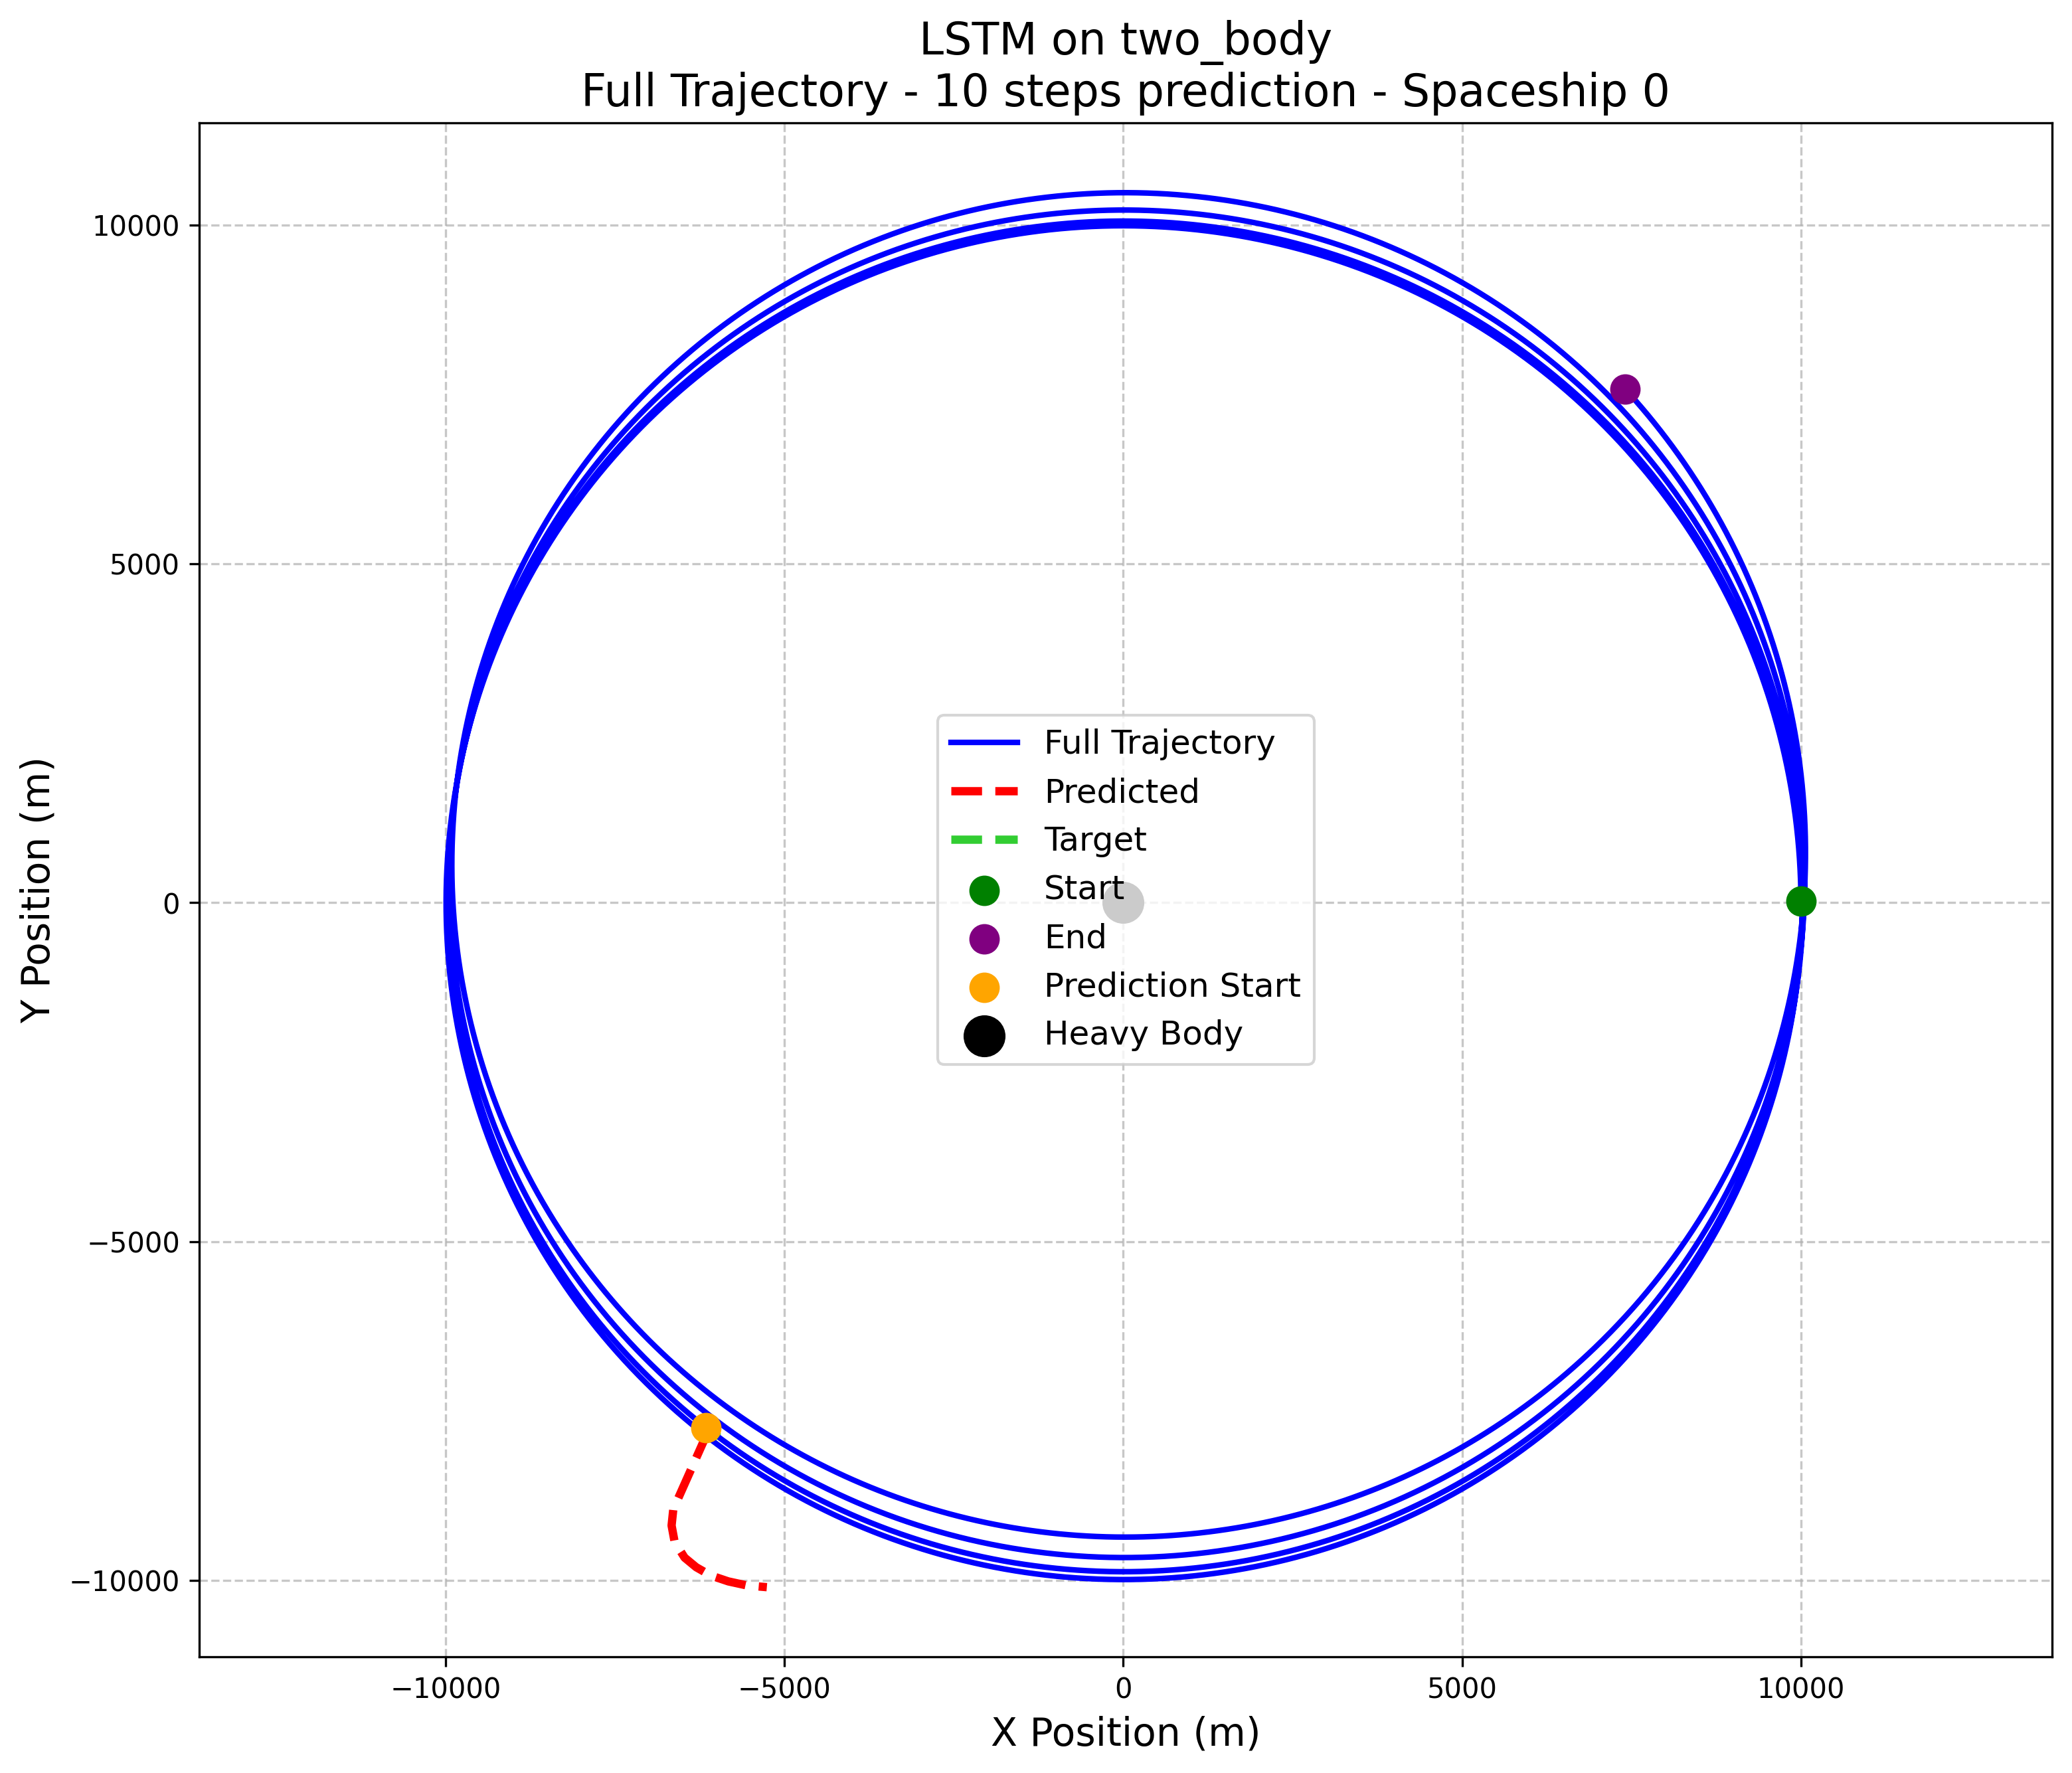 LSTM on two_body
Full Trajectory - 10 steps prediction - Spaceship 0
Y Position (m)
10000
5000
0
−5000
−10000
Full Trajectory
Predicted
Target
Start
End
Prediction Start
Heavy Body
−10000
−5000
0
5000
10000
X Position (m)